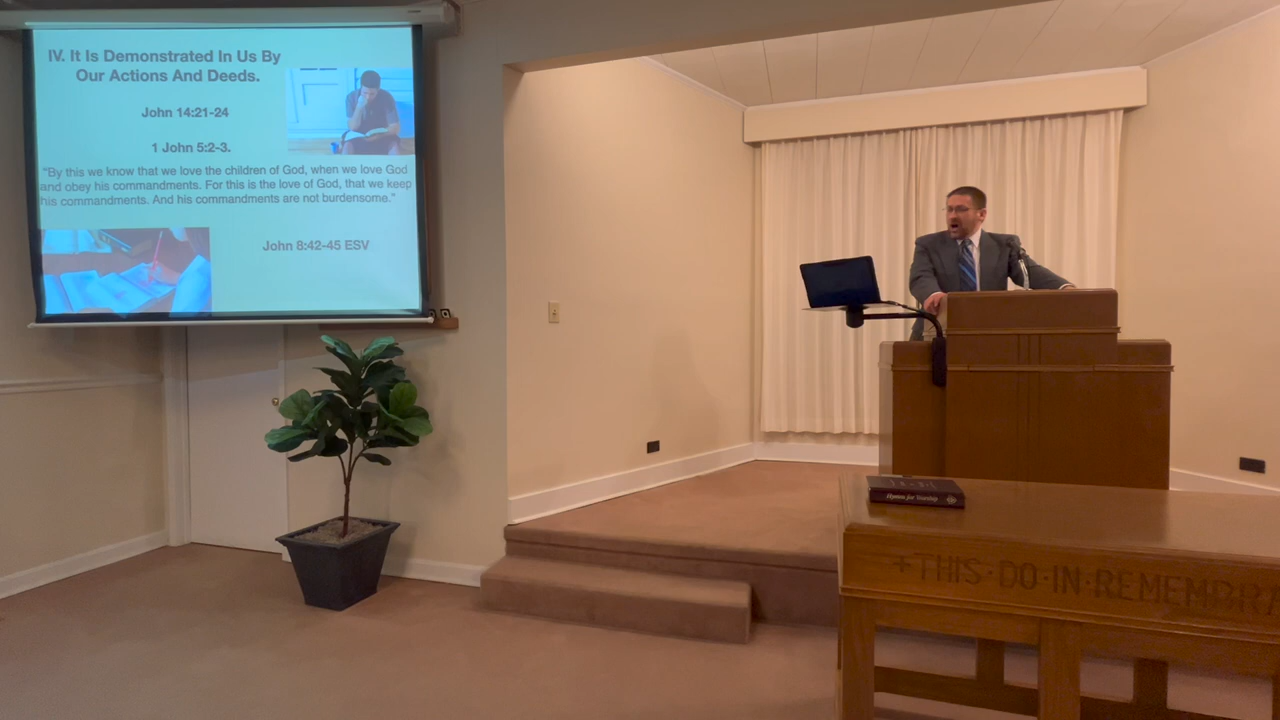 IV. It Is Demonstrated In Us By
Our Actions And Deeds.
John 14:21-24
1 John 5:2-3.
"By this we know that we love the children of God, when we love God
and obey his commandments. For this is the love of God, that we keep
his commandments. And his commandments are not burdensome."
John 8:42-45 ESV
Hymns for Worship
+THIS·DO·IN·REMEMBRA